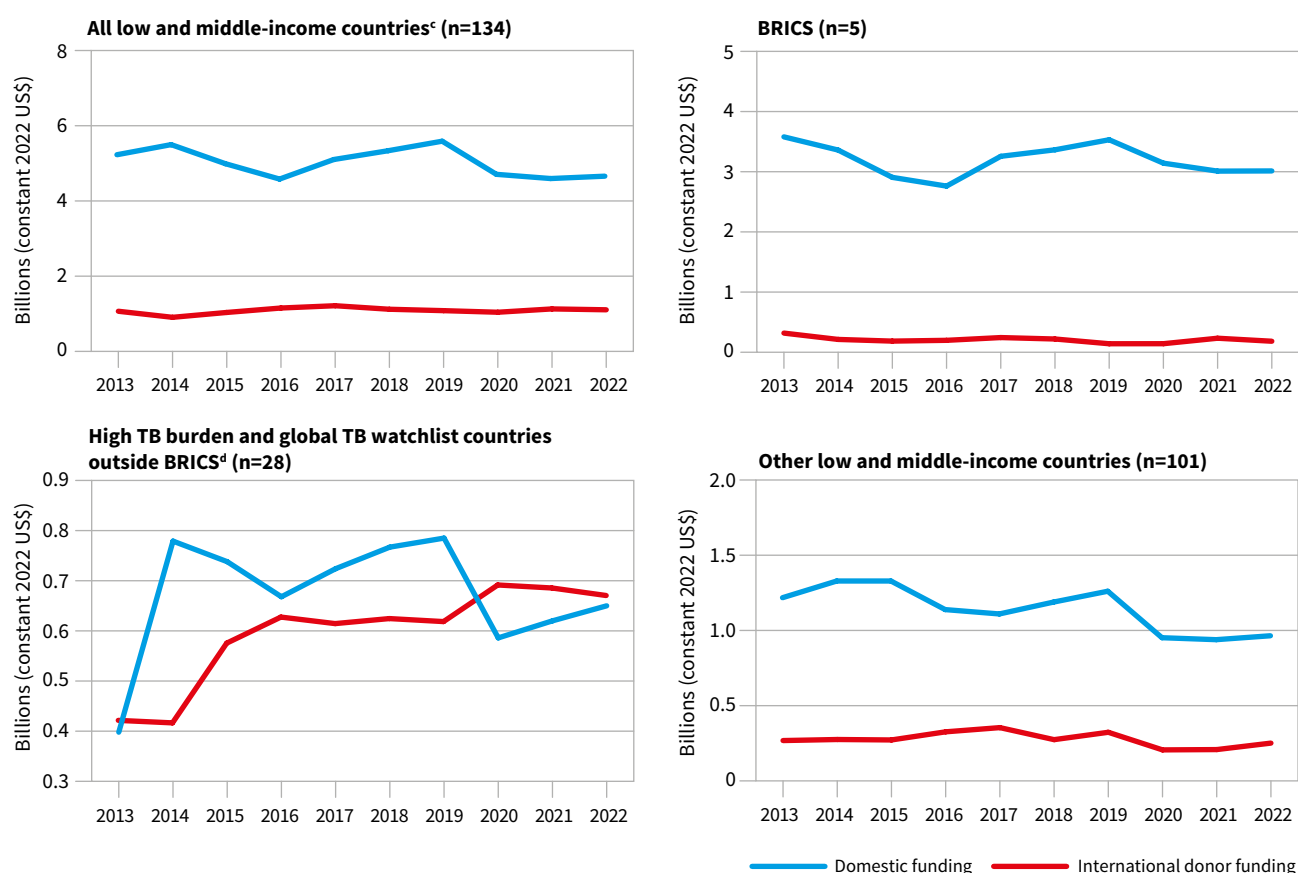 All low and middle-income countriesᶜ (n=134)
Billions (constant 2022 US$)
8
6
4
2
0
2013 2014 2015 2016 2017 2018 2019 2020 2021 2022
BRICS (n=5)
Billions (constant 2022 US$)
5
4
3
2
1
0
2013 2014 2015 2016 2017 2018 2019 2020 2021 2022
High TB burden and global TB watchlist countries
outside BRICSᵈ (n=28)
Billions (constant 2022 US$)
0.9
0.8
0.7
0.6
0.5
0.4
0.3
2013 2014 2015 2016 2017 2018 2019 2020 2021 2022
Other low and middle-income countries (n=101)
Billions (constant 2022 US$)
2.0
1.5
1.0
0.5
0
2013 2014 2015 2016 2017 2018 2019 2020 2021 2022
Domestic funding International donor funding